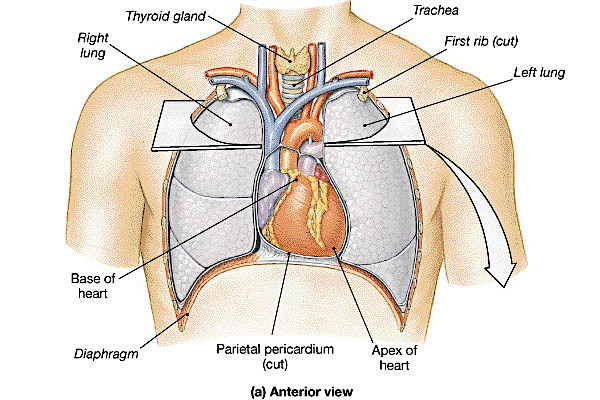 Thyroid gland
Trachea
Right
lung
First rib (cut)
Left lung
Base of
heart
Diaphragm
Parietal pericardium
(cut)
Apex of
heart
(a) Anterior view